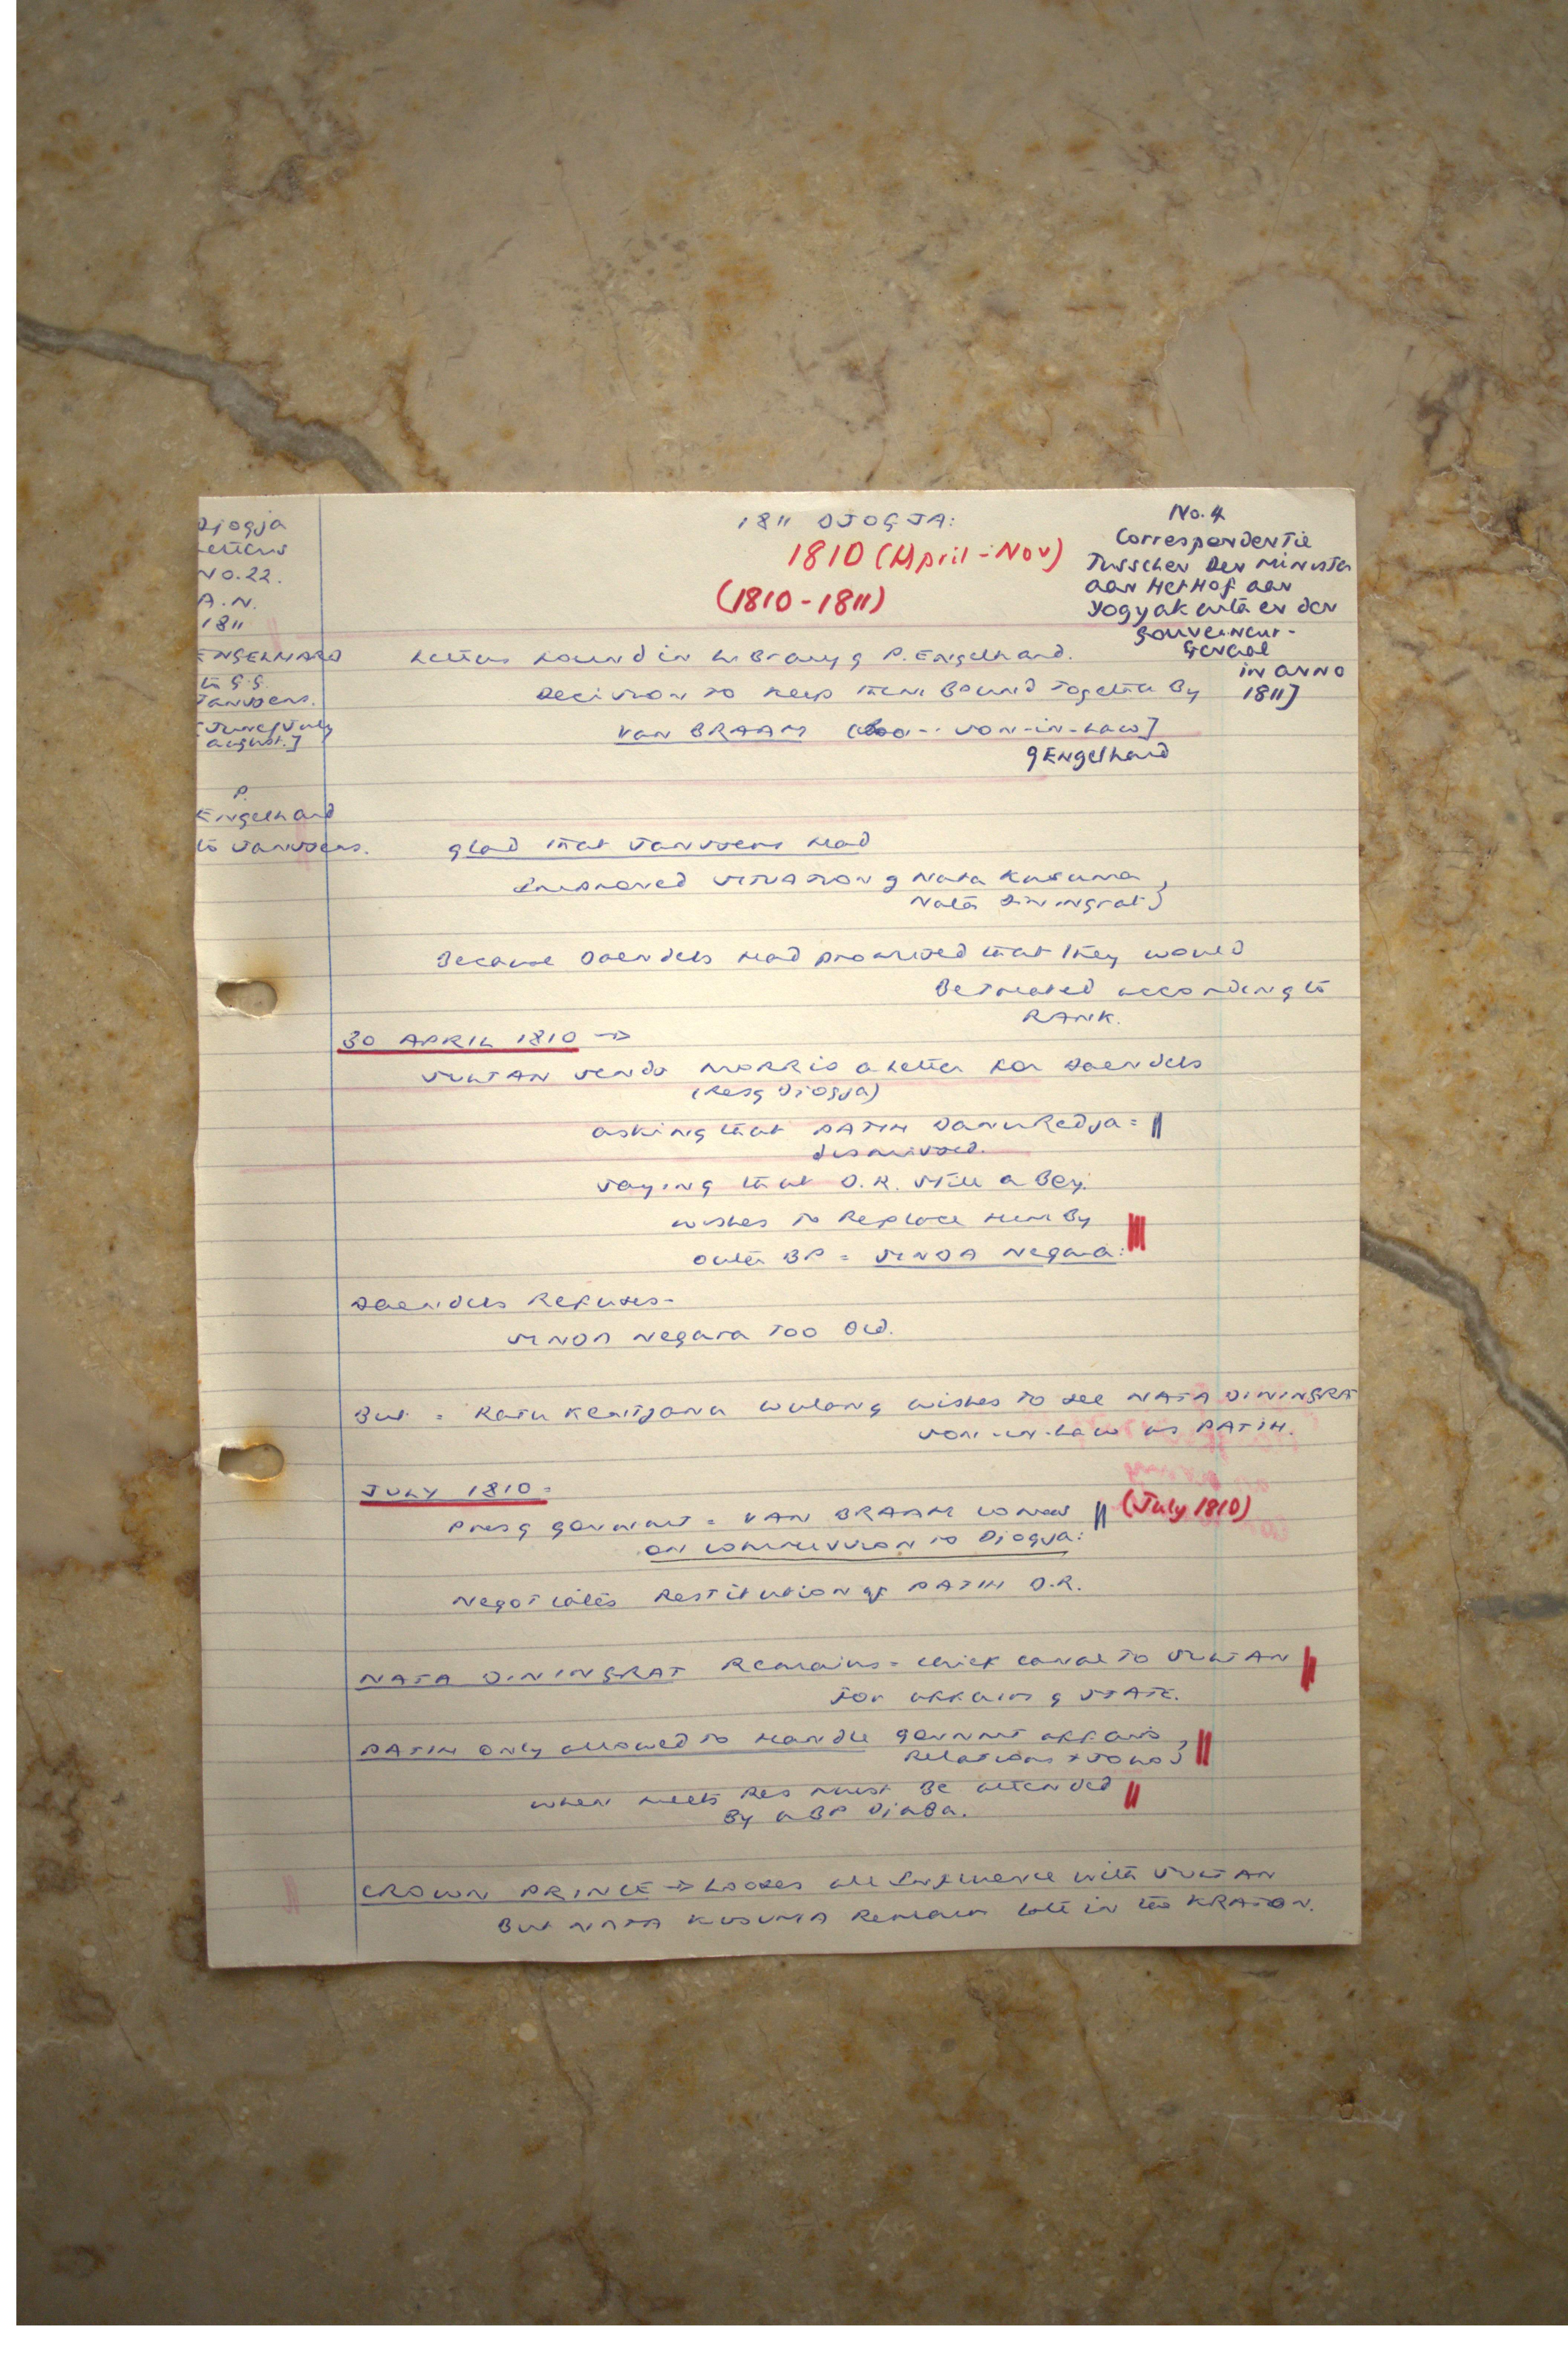 1811 DJOGJA:
1810 (April - Nov)
(1810 - 1811)
No. 4
Correspondentie
Tusschen Den Minister
aan Het Hof aan
Yogyakarta en den
Gouverneur-
General
in anno
1811]
Djogja
Letters
No. 22.
A.N.
1811
ENGELHARD
to G.G.
Janssens.
[June/July
august.]
Letters found in library of P. Engelhard.
Decision to keep them Bound Together By
Van BRAAM son-in-law]
of Engelhard
P.
Engelhard
to Janssens.
glad that Janssens had
Improved SITUATION of Nata Kusuma,
Nata Diningrat}
Because Daendels had promised that they would
Be Treated according to
RANK.
30 APRIL 1810 →
SULTAN sends MORRIS a letter for Daendels
(Res of Djogja)
asking that PATIH DanuRedja =
dismissed.
saying that D.R. still a Boy.
wishes to Replace him By
outer BP = SINDA Negara:
Daendels Refuses-
SINDA Negara Too Old.
But = Ratu Kentjana Wulang wishes to see NATA DININGRAT
son-in-law as PATIH.
JULY 1810 =
Pres of Govnmt = VAN BRAAM comes
(July 1810)
on commission to Djogja:
Negotiates Restitution of PATIH D.R.
NATA DININGRAT Remains = chief canal to SULTAN
for affairs of STATE.
PATIH only allowed to Handle govnmt affairs,
Relations + Solo}
when meets Res must Be attended
By a BP Djaba.
CROWN PRINCE → Looses all Influence with SULTAN
But NATA KUSUMA Remains in the KRATON.